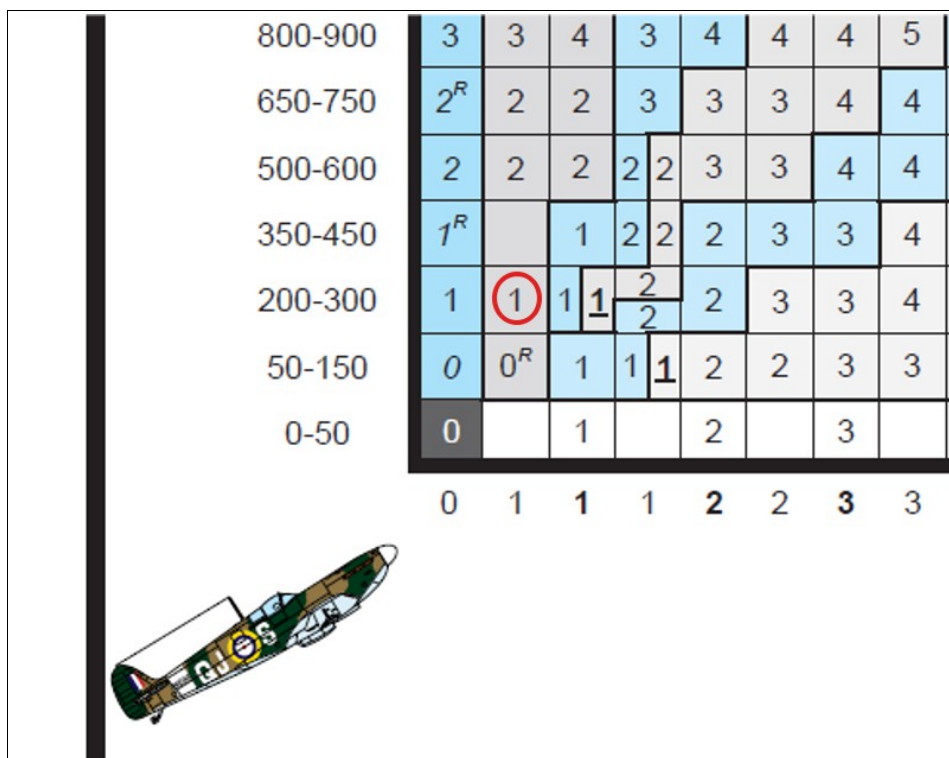 800-900 3 3 4 3 4 4 4 5
650-750 2R 2 2 3 3 3 4 4
500-600 2 2 2 2 2 3 3 4 4
350-450 1R 1 2 2 2 3 3 4
200-300 1 1 1 1 2 2 2 3 3 4
50-150 0 0R 1 1 1 2 2 3 3
0-50 0 1 2 3
0 1 1 1 2 2 3 3
GJ S